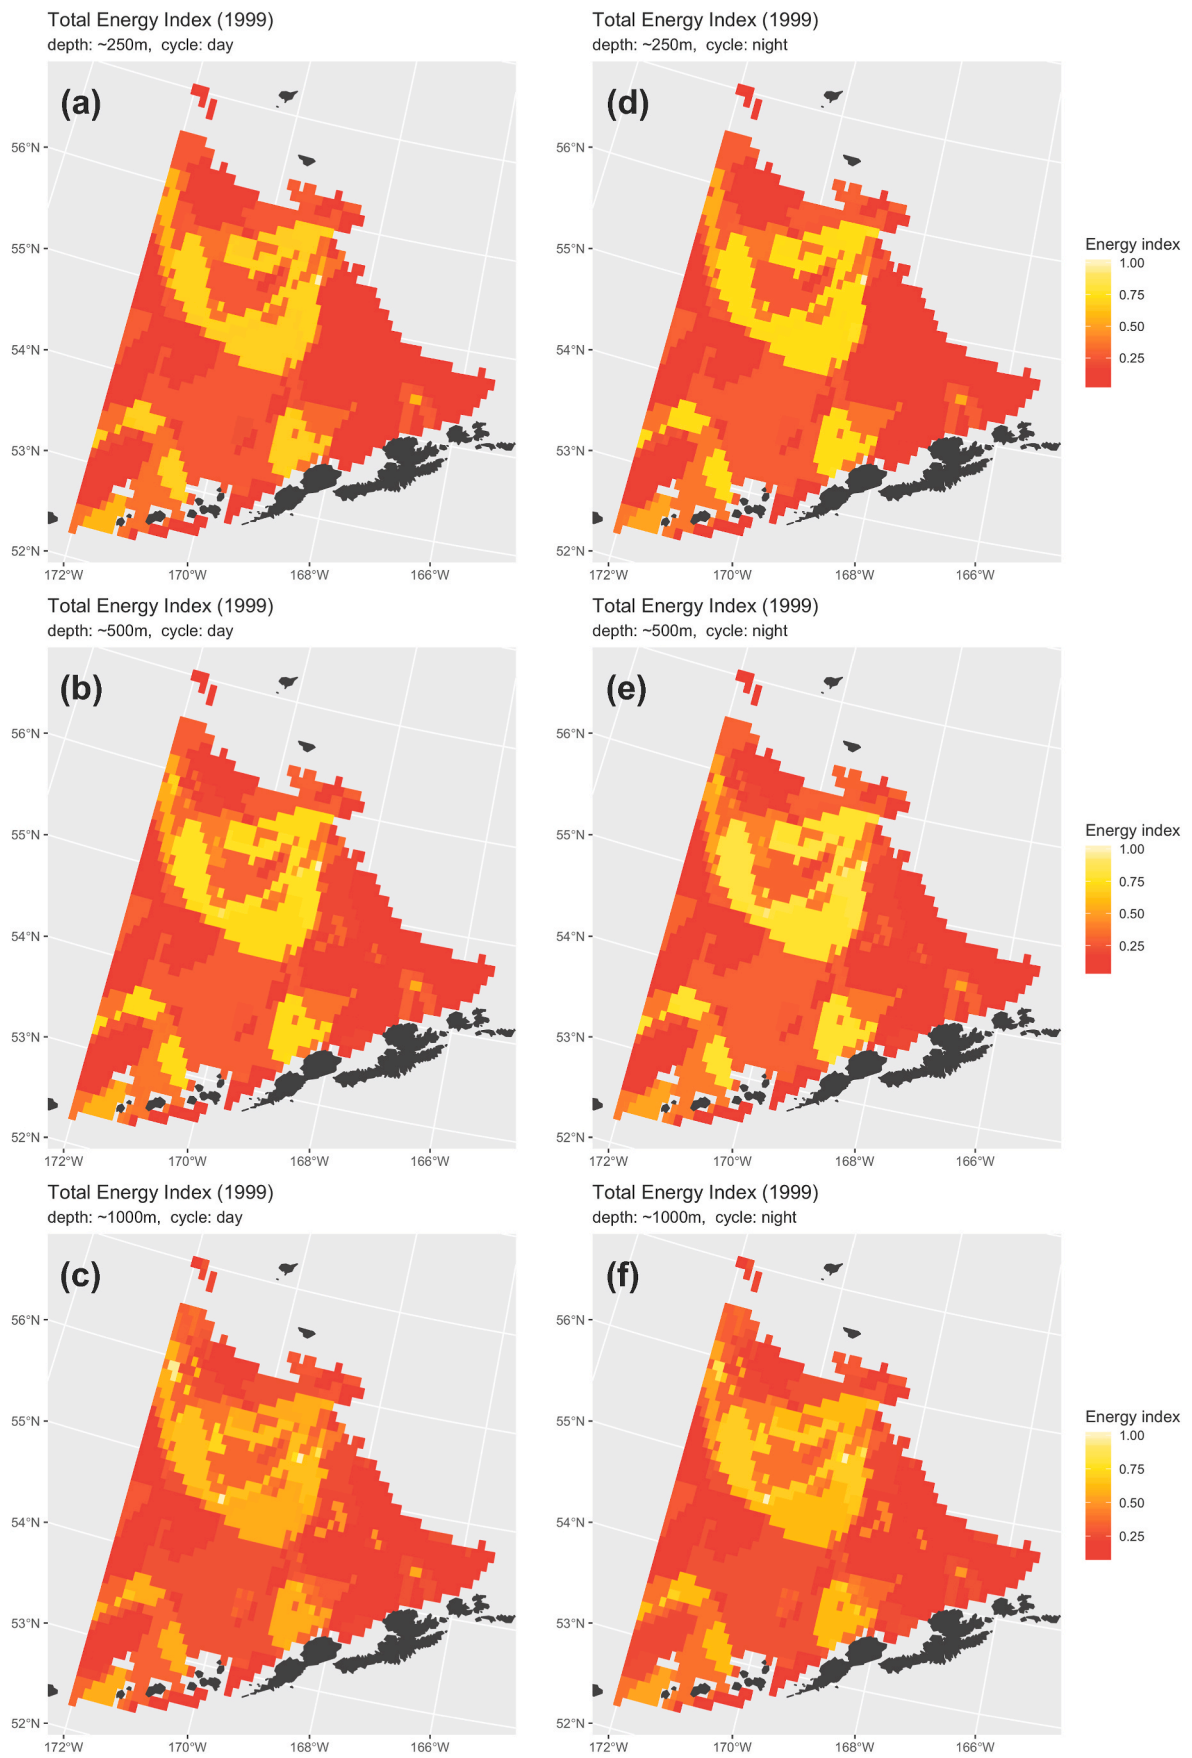 Total Energy Index (1999)
depth: ~250m,  cycle: day
(a)
56°N
55°N
54°N
53°N
52°N
172°W 170°W 168°W 166°W
Total Energy Index (1999)
depth: ~250m,  cycle: night
(d)
56°N
55°N
54°N
53°N
52°N
172°W 170°W 168°W 166°W
Energy index
1.00
0.75
0.50
0.25
Total Energy Index (1999)
depth: ~500m,  cycle: day
(b)
56°N
55°N
54°N
53°N
52°N
172°W 170°W 168°W 166°W
Total Energy Index (1999)
depth: ~500m,  cycle: night
(e)
56°N
55°N
54°N
53°N
52°N
172°W 170°W 168°W 166°W
Energy index
1.00
0.75
0.50
0.25
Total Energy Index (1999)
depth: ~1000m,  cycle: day
(c)
56°N
55°N
54°N
53°N
52°N
172°W 170°W 168°W 166°W
Total Energy Index (1999)
depth: ~1000m,  cycle: night
(f)
56°N
55°N
54°N
53°N
52°N
172°W 170°W 168°W 166°W
Energy index
1.00
0.75
0.50
0.25